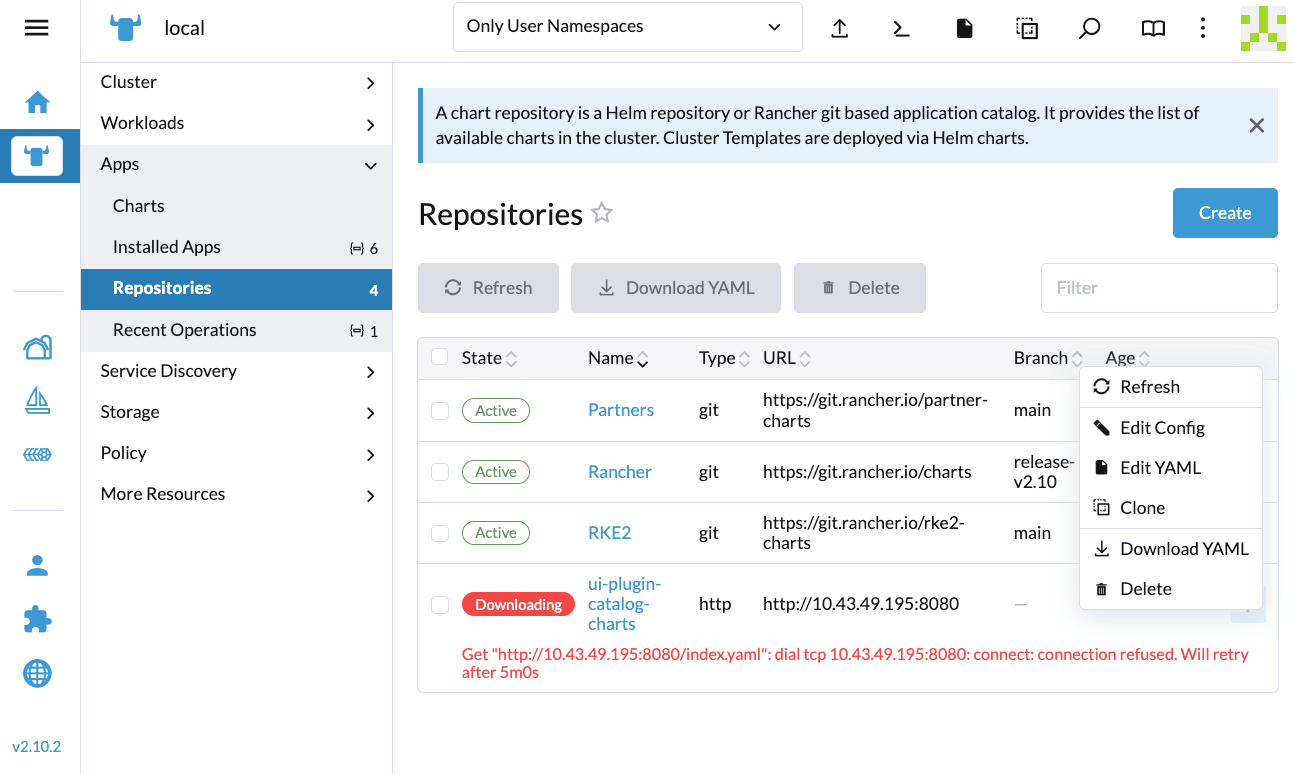 local
Only User Namespaces
Cluster
Workloads
Apps
Charts
Installed Apps 6
Repositories 4
Recent Operations 1
Service Discovery
Storage
Policy
More Resources
v2.10.2
A chart repository is a Helm repository or Rancher git based application catalog. It provides the list of
available charts in the cluster. Cluster Templates are deployed via Helm charts.
Repositories
Create
Refresh
Download YAML
Delete
Filter
State Name Type URL Branch Age
Active Partners git https://git.rancher.io/partner-
charts main
Active Rancher git https://git.rancher.io/charts release-
v2.10
Active RKE2 git https://git.rancher.io/rke2-
charts main
Downloading ui-plugin-
catalog-
charts http http://10.43.49.195:8080 —
Get "http://10.43.49.195:8080/index.yaml": dial tcp 10.43.49.195:8080: connect: connection refused. Will retry
after 5m0s
Refresh
Edit Config
Edit YAML
Clone
Download YAML
Delete